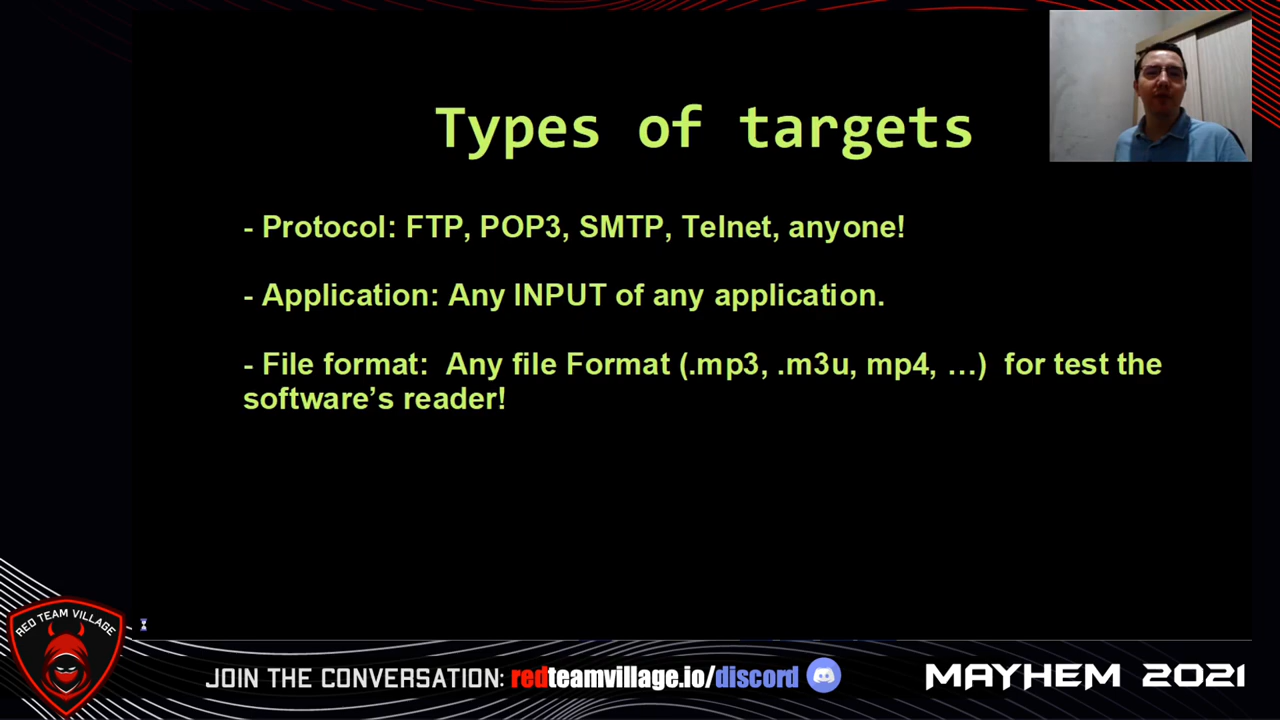 Types of targets
- Protocol: FTP, POP3, SMTP, Telnet, anyone!
- Application: Any INPUT of any application.
- File format:  Any file Format (.mp3, .m3u, mp4, …)  for test the
software’s reader!
RED TEAM VILLAGE
JOIN THE CONVERSATION: redteamvillage.io/discord
MAYHEM 2021